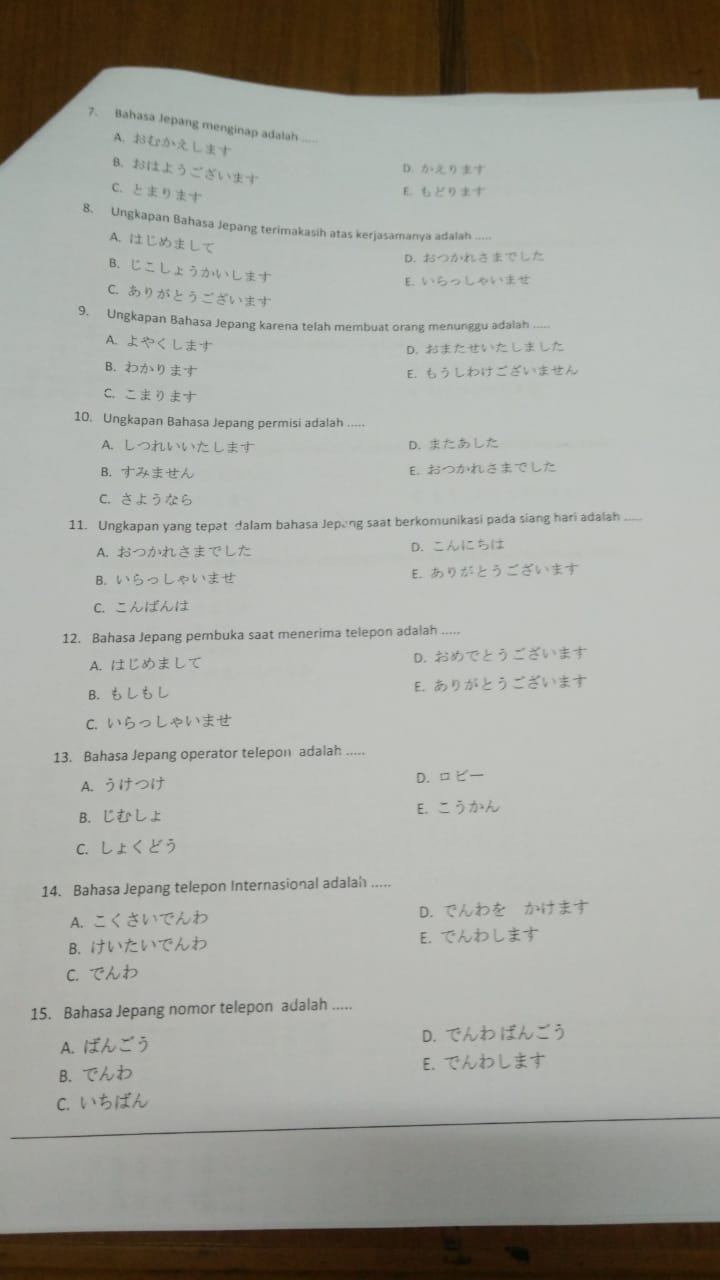 7. Bahasa Jepang menginap adalah .....
A. おむかえします
B. おはようございます
C. とまります
D. かえります
E. もどります
8. Ungkapan Bahasa Jepang terimakasih atas kerjasamanya adalah .....
A. はじめまして
B. じこしょうかいします
C. ありがとうございます
D. おつかれさまでした
E. いらっしゃいませ
9. Ungkapan Bahasa Jepang karena telah membuat orang menunggu adalah .....
A. よやくします
B. わかります
C. こまります
D. おまたせいたしました
E. もうしわけございません
10. Ungkapan Bahasa Jepang permisi adalah .....
A. しつれいいたします
B. すみません
C. さようなら
D. またあした
E. おつかれさまでした
11. Ungkapan yang tepat dalam bahasa Jepang saat berkomunikasi pada siang hari adalah .....
A. おつかれさまでした
B. いらっしゃいませ
C. こんばんは
D. こんにちは
E. ありがとうございます
12. Bahasa Jepang pembuka saat menerima telepon adalah .....
A. はじめまして
B. もしもし
C. いらっしゃいませ
D. おめでとうございます
E. ありがとうございます
13. Bahasa Jepang operator telepon adalah .....
A. うけつけ
B. じむしょ
C. しょくどう
D. ロビー
E. こうかん
14. Bahasa Jepang telepon Internasional adalah .....
A. こくさいでんわ
B. けいたいでんわ
C. でんわ
D. でんわを　かけます
E. でんわします
15. Bahasa Jepang nomor telepon adalah .....
A. ばんごう
B. でんわ
C. いちばん
D. でんわ ばんごう
E. でんわします